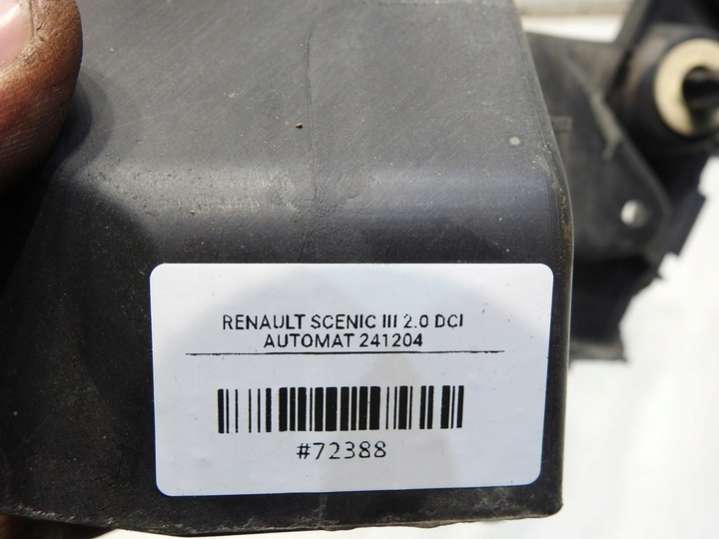 RENAULT SCENIC III 2.0 DCI
AUTOMAT 241204
#72388